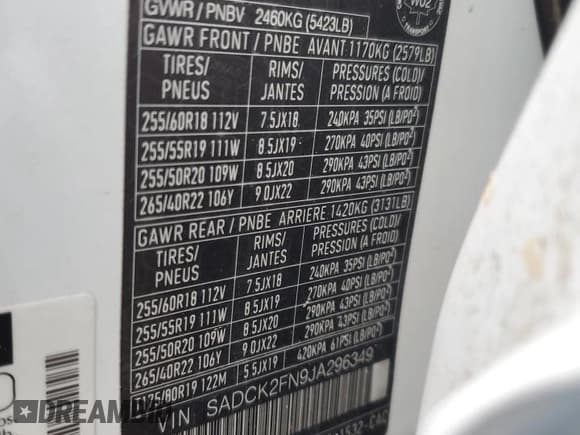 GVWR / PNBV 2460KG (5423LB)
GAWR FRONT / PNBE AVANT 1170KG (2579LB)
TIRES/ RIMS/ PRESSURES (COLD)/
PNEUS JANTES PRESSION (A FROID)
255/60R18 112V 7.5JX18 240KPA 35PSI (LB/PO²)
255/55R19 111W 8.5JX19 270KPA 40PSI (LB/PO²)
255/50R20 109W 8.5JX20 290KPA 43PSI (LB/PO²)
265/40R22 106Y 9.0JX22 290KPA 43PSI (LB/PO²)
GAWR REAR / PNBE ARRIERE 1420KG (3131LB)
TIRES/ RIMS/ PRESSURES (COLD)/
PNEUS JANTES PRESSION (A FROID)
255/60R18 112V 7.5JX18 240KPA 35PSI (LB/PO²)
255/55R19 111W 8.5JX19 270KPA 40PSI (LB/PO²)
255/50R20 109W 8.5JX20 290KPA 43PSI (LB/PO²)
265/40R22 106Y 9.0JX22 290KPA 43PSI (LB/PO²)
T175/80R19 122M 5.5JX19 420KPA 61PSI (LB/PO²)
VIN SADCK2FN9JA296349